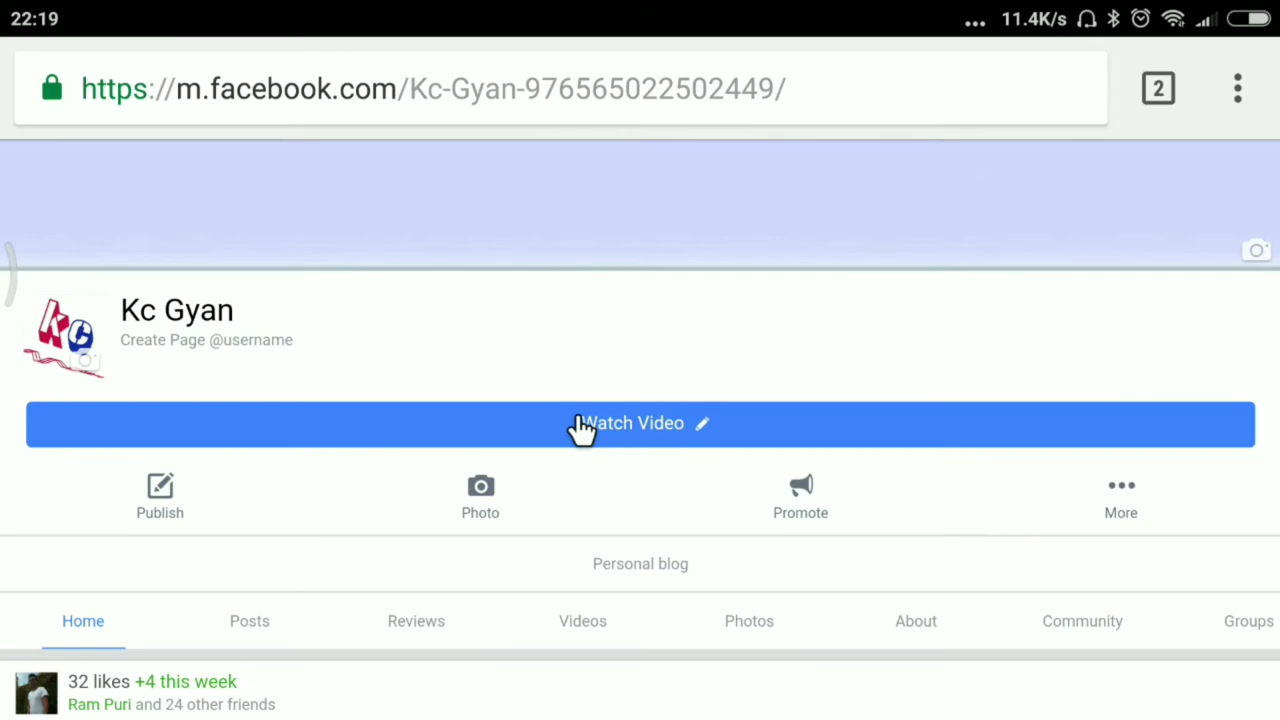 22:19
... 11.4K/s
https://m.facebook.com/Kc-Gyan-976565022502449/
2
kc
Kc Gyan
Create Page @username
Watch Video
Publish
Photo
Promote
More
Personal blog
Home
Posts
Reviews
Videos
Photos
About
Community
Groups
32 likes +4 this week
Ram Puri and 24 other friends